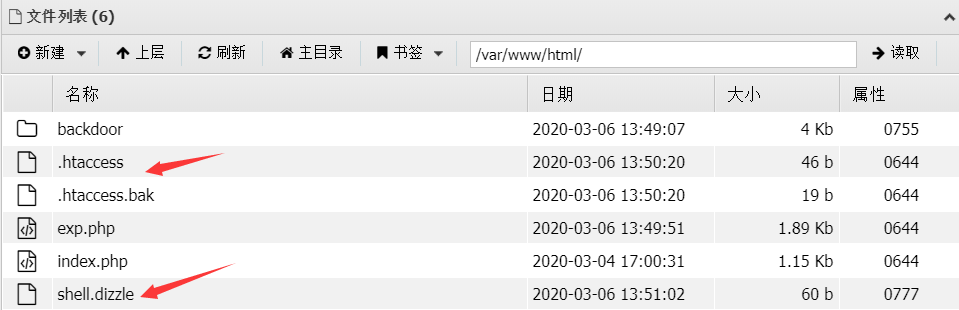 文件列表 (6)
新建 上层 刷新 主目录 书签 /var/www/html/ 读取
名称 日期 大小 属性
backdoor 2020-03-06 13:49:07 4 Kb 0755
.htaccess 2020-03-06 13:50:20 46 b 0644
.htaccess.bak 2020-03-06 13:50:20 19 b 0644
exp.php 2020-03-06 13:49:51 1.89 Kb 0644
index.php 2020-03-04 17:00:31 1.15 Kb 0644
shell.dizzle 2020-03-06 13:51:02 60 b 0777